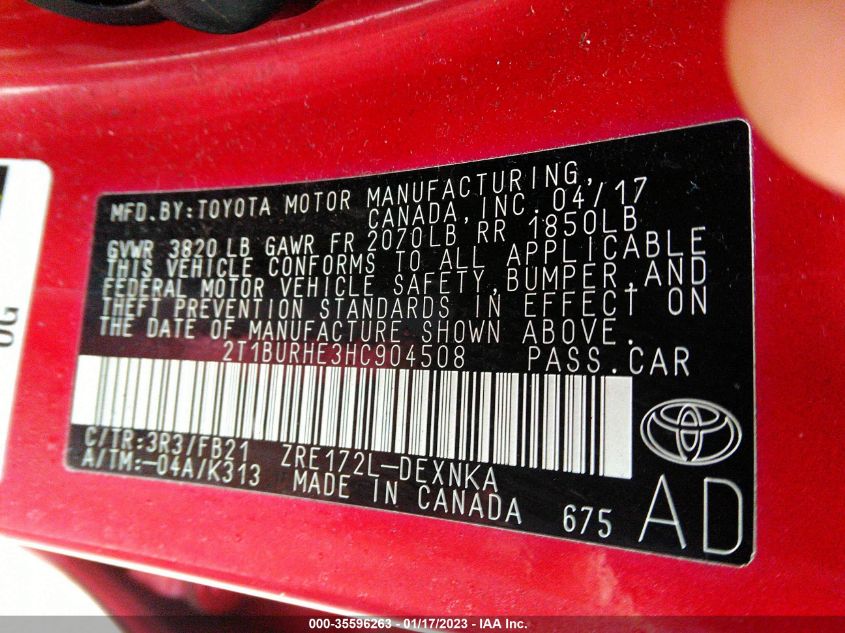 MFD.BY:TOYOTA MOTOR MANUFACTURING,
CANADA,INC. 04/17
GVWR 3820 LB GAWR FR 2070LB RR 1850LB
THIS VEHICLE CONFORMS TO ALL APPLICABLE
FEDERAL MOTOR VEHICLE SAFETY,BUMPER,AND
THEFT PREVENTION STANDARDS IN EFFECT ON
THE DATE OF MANUFACTURE SHOWN ABOVE.
2T1BURHE3HC904508 PASS.CAR
C/TR:3R3/FB21 ZRE172L-DEXNKA
A/TM:-04A/K313 MADE IN CANADA 675 AD
OG
000-35596263 - 01/17/2023 - IAA Inc.